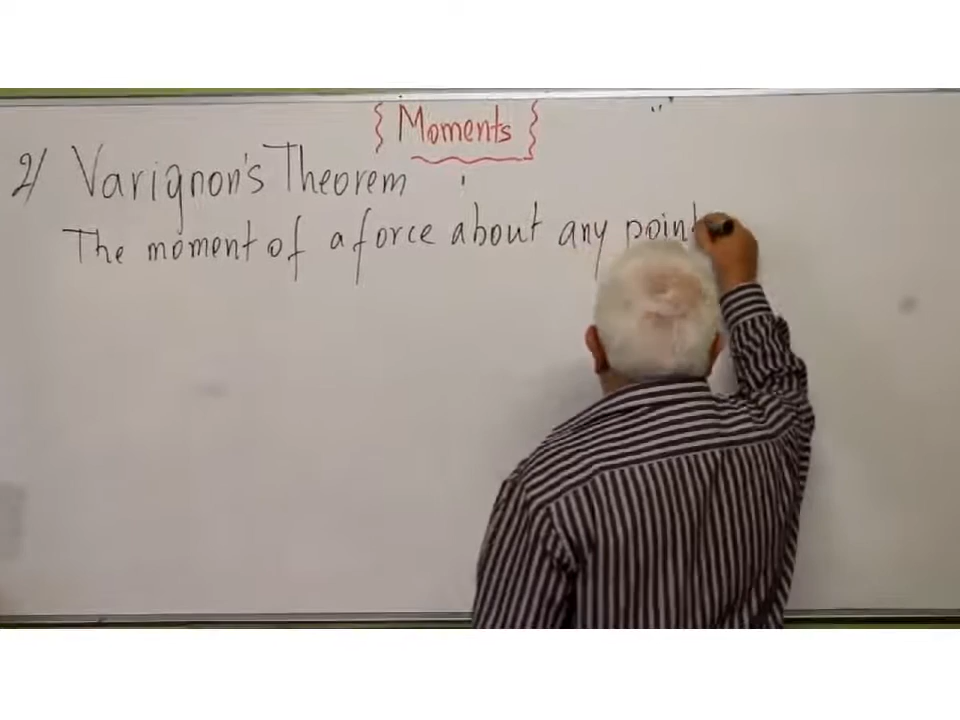 { Moments }
2/ Varignon's Theorem
The moment of a force about any point